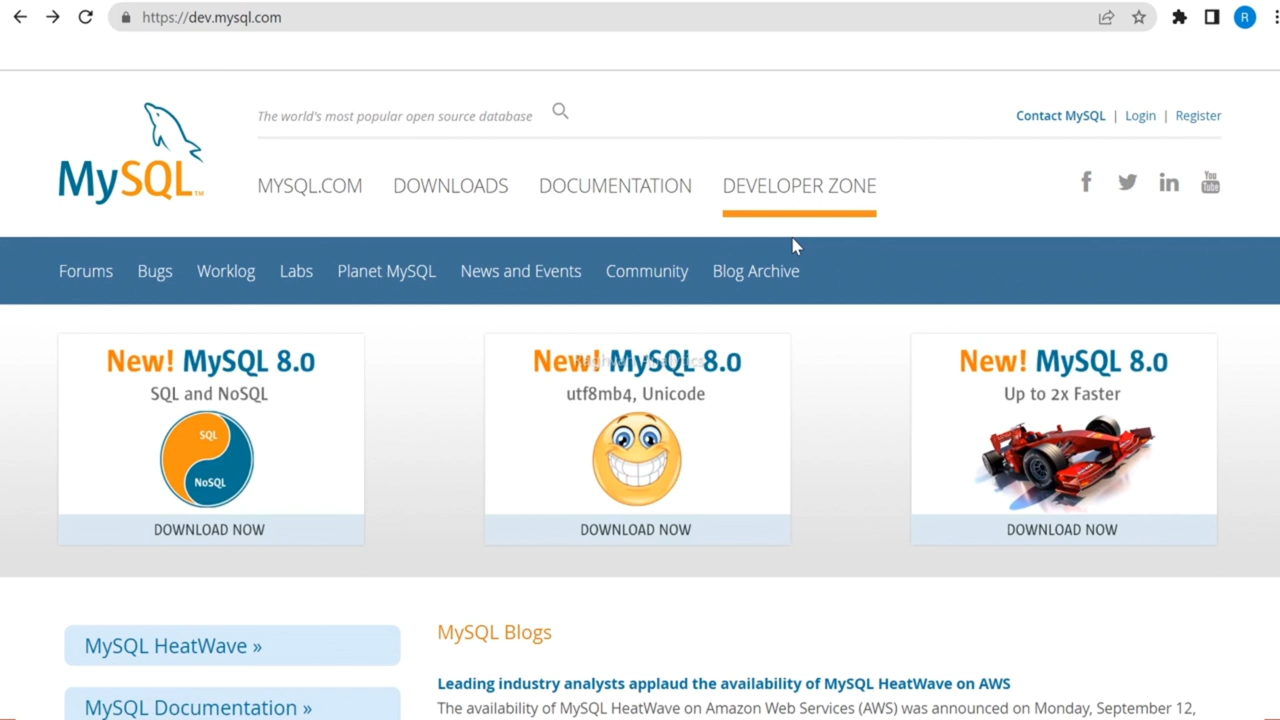 https://dev.mysql.com
R
MySQL™
The world's most popular open source database
Contact MySQL | Login | Register
MYSQL.COM DOWNLOADS DOCUMENTATION DEVELOPER ZONE
You Tube
Forums Bugs Worklog Labs Planet MySQL News and Events Community Blog Archive
New! MySQL 8.0
SQL and NoSQL
SQL
NoSQL
DOWNLOAD NOW
New! MySQL 8.0
utf8mb4, Unicode
DOWNLOAD NOW
New! MySQL 8.0
Up to 2x Faster
DOWNLOAD NOW
MySQL HeatWave »
MySQL Documentation »
MySQL Blogs
Leading industry analysts applaud the availability of MySQL HeatWave on AWS
The availability of MySQL HeatWave on Amazon Web Services (AWS) was announced on Monday, September 12,